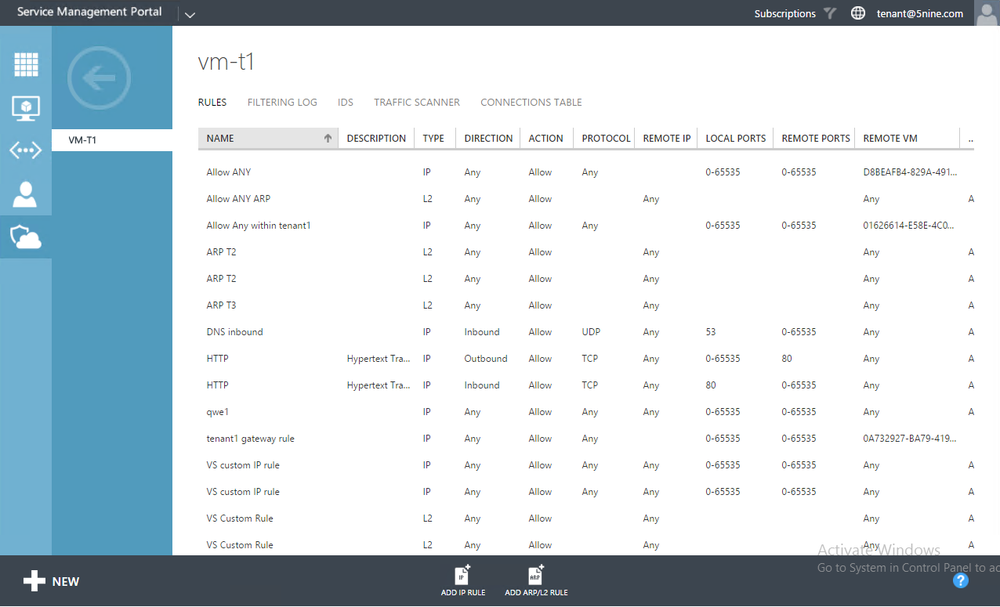 Service Management Portal
Subscriptions tenant@5nine.com
VM-T1
vm-t1
RULES FILTERING LOG IDS TRAFFIC SCANNER CONNECTIONS TABLE
NAME DESCRIPTION TYPE DIRECTION ACTION PROTOCOL REMOTE IP LOCAL PORTS REMOTE PORTS REMOTE VM ..
Allow ANY IP Any Allow Any 0-65535 0-65535 D8BEAFB4-829A-491...
Allow ANY ARP L2 Any Allow Any Any A
Allow Any within tenant1 IP Any Allow Any 0-65535 0-65535 01626614-E58E-4C0...
ARP T2 L2 Any Allow Any Any A
ARP T2 L2 Any Allow Any Any A
ARP T3 L2 Any Allow Any Any A
DNS inbound IP Inbound Allow UDP Any 53 0-65535 Any A
HTTP Hypertext Tra... IP Outbound Allow TCP Any 0-65535 80 Any A
HTTP Hypertext Tra... IP Inbound Allow TCP Any 80 0-65535 Any A
qwe1 IP Any Allow Any Any 0-65535 0-65535 Any A
tenant1 gateway rule IP Any Allow Any 0-65535 0-65535 0A732927-BA79-419...
VS custom IP rule IP Any Allow Any Any 0-65535 0-65535 Any A
VS custom IP rule IP Any Allow Any Any 0-65535 0-65535 Any A
VS Custom Rule L2 Any Allow Any Any A
VS Custom Rule L2 Any Allow Any Any A
Activate Windows
Go to System in Control Panel to ac
NEW
IP
ADD IP RULE
ARP
ADD ARP/L2 RULE
?